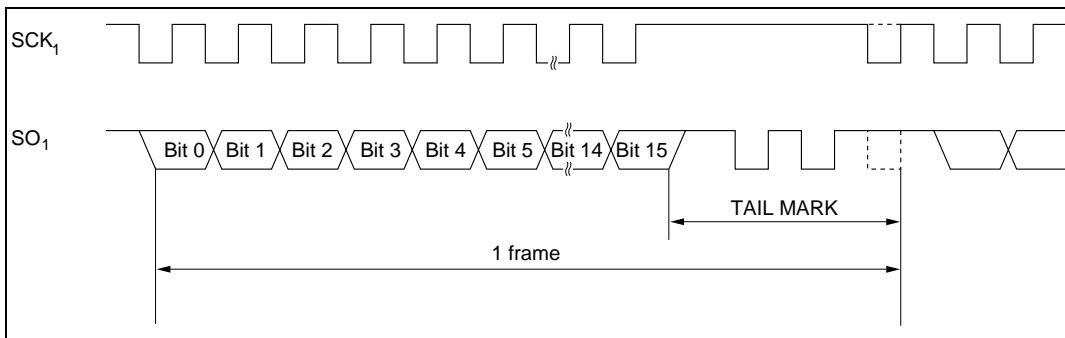 SCK1
SO1
Bit 0 Bit 1 Bit 2 Bit 3 Bit 4 Bit 5 Bit 14 Bit 15
TAIL MARK
1 frame